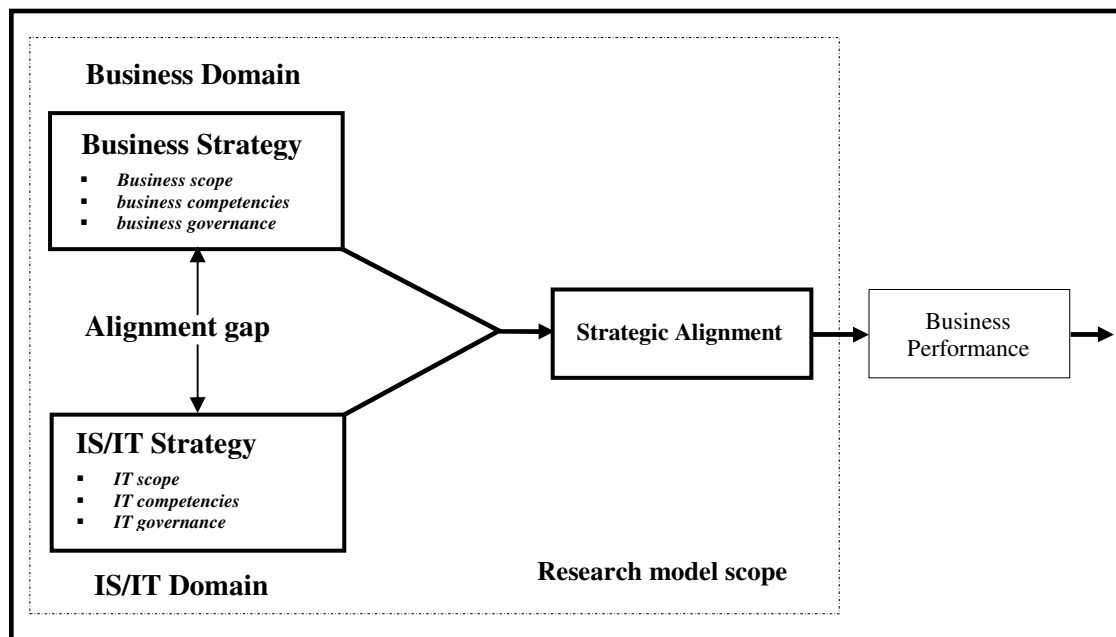 Business Domain
Business Strategy
▪ Business scope
▪ business competencies
▪ business governance
Alignment gap
Strategic Alignment
Business
Performance
IS/IT Strategy
▪ IT scope
▪ IT competencies
▪ IT governance
IS/IT Domain
Research model scope